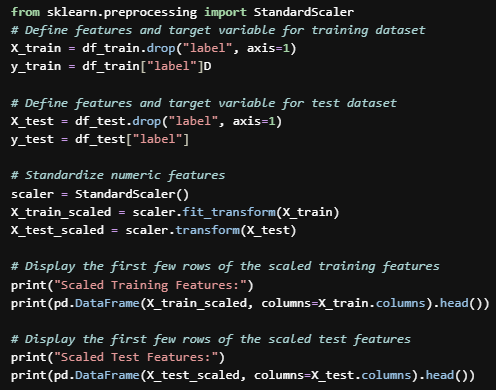 from sklearn.preprocessing import StandardScaler
# Define features and target variable for training dataset
X_train = df_train.drop("label", axis=1)
y_train = df_train["label"]D
# Define features and target variable for test dataset
X_test = df_test.drop("label", axis=1)
y_test = df_test["label"]
# Standardize numeric features
scaler = StandardScaler()
X_train_scaled = scaler.fit_transform(X_train)
X_test_scaled = scaler.transform(X_test)
# Display the first few rows of the scaled training features
print("Scaled Training Features:")
print(pd.DataFrame(X_train_scaled, columns=X_train.columns).head())
# Display the first few rows of the scaled test features
print("Scaled Test Features:")
print(pd.DataFrame(X_test_scaled, columns=X_test.columns).head())